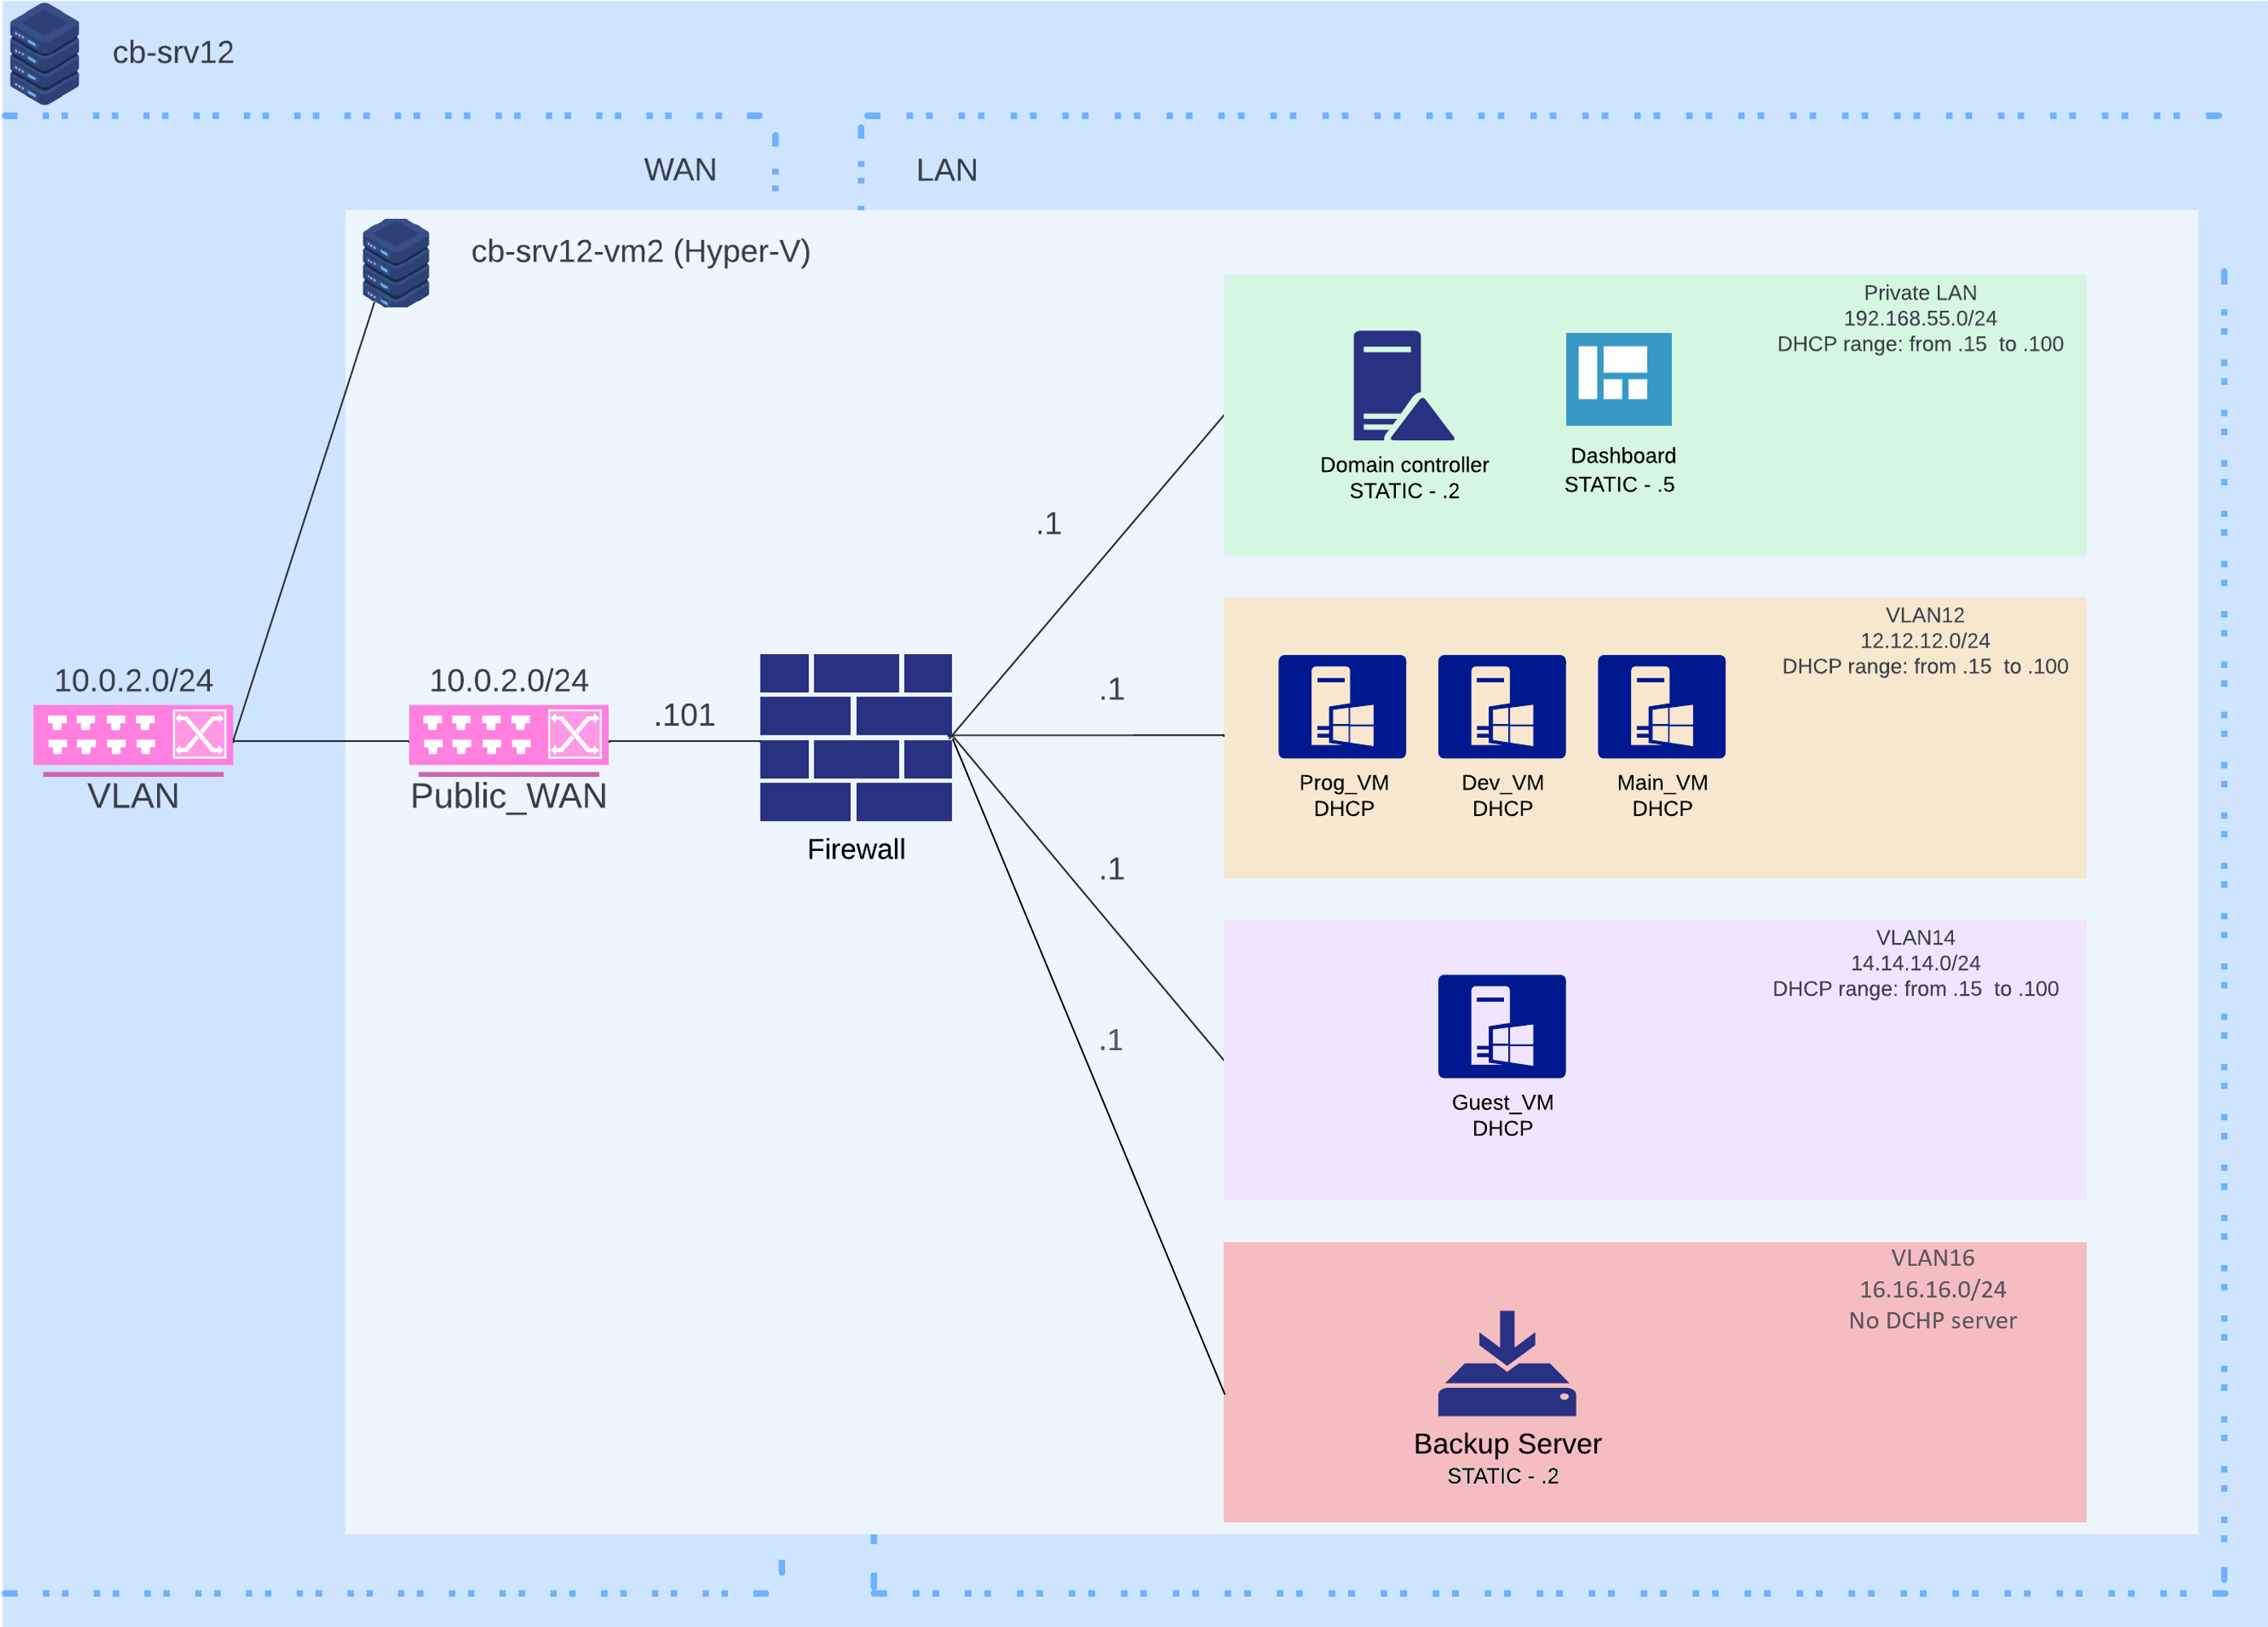 cb-srv12
WAN
LAN
cb-srv12-vm2 (Hyper-V)
Private LAN
192.168.55.0/24
DHCP range: from .15  to .100
Domain controller
STATIC - .2
Dashboard
STATIC - .5
.1
VLAN12
12.12.12.0/24
DHCP range: from .15  to .100
Prog_VM
DHCP
Dev_VM
DHCP
Main_VM
DHCP
.1
10.0.2.0/24
VLAN
10.0.2.0/24
Public_WAN
.101
Firewall
.1
VLAN14
14.14.14.0/24
DHCP range: from .15  to .100
Guest_VM
DHCP
.1
VLAN16
16.16.16.0/24
No DCHP server
Backup Server
STATIC - .2